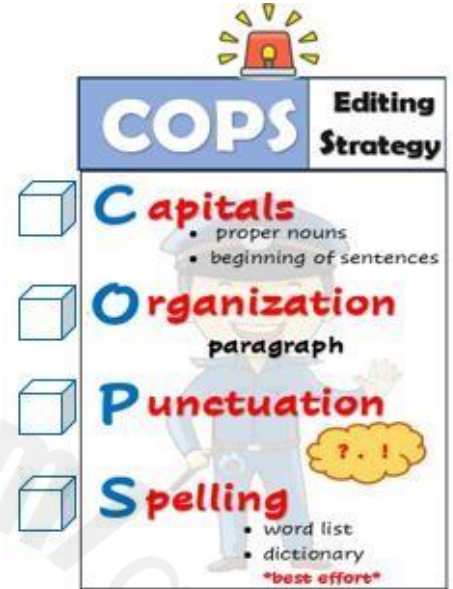 COPS
Editing
Strategy
Capitals
• proper nouns
• beginning of sentences
Organization
paragraph
Punctuation
? . !
Spelling
• word list
• dictionary
*best effort*